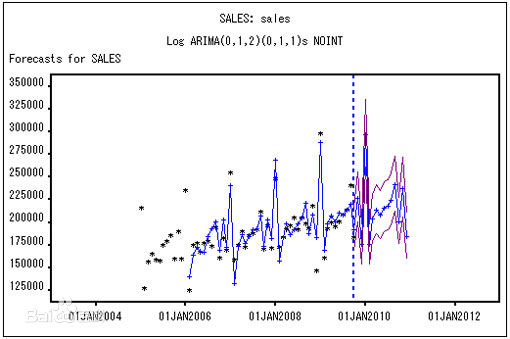 SALES: sales
Log ARIMA(0,1,2)(0,1,1)s NOINT
Forecasts for SALES
350000
325000
300000
275000
250000
225000
200000
175000
150000
125000
01JAN2004 01JAN2006 01JAN2008 01JAN2010 01JAN2012